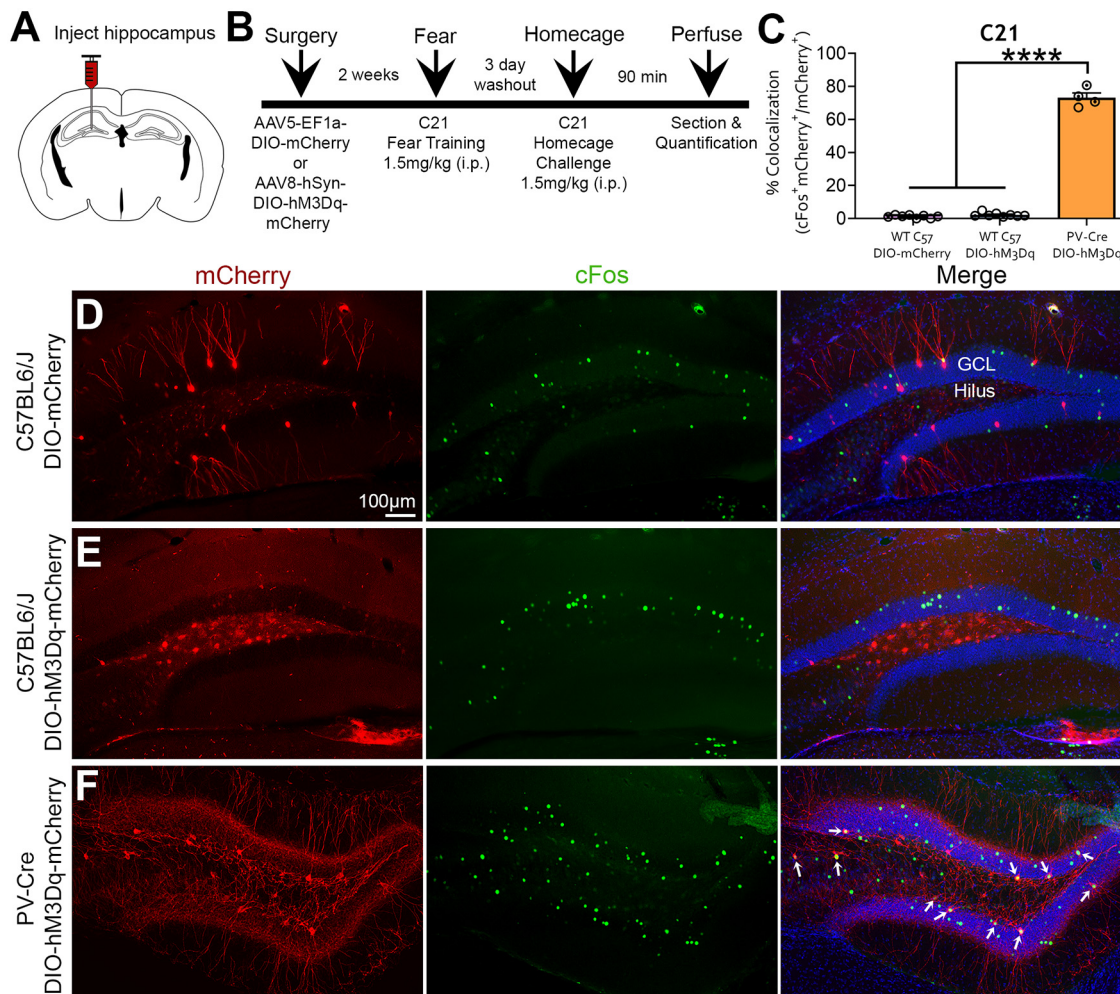 A
Inject hippocampus
B
Surgery
Fear
Homecage
Perfuse
2 weeks
3 day
washout
90 min
AAV5-EF1a-
DIO-mCherry
or
AAV8-hSyn-
DIO-hM3Dq-
mCherry
C21
Fear Training
1.5mg/kg (i.p.)
C21
Homecage
Challenge
1.5mg/kg (i.p.)
Section &
Quantification
C
C21
****
% Colocalization
(cFos⁺mCherry⁺/mCherry⁺)
100
80
60
40
20
0
WT C57
DIO-mCherry
WT C57
DIO-hM3Dq
PV-Cre
DIO-hM3Dq
mCherry
cFos
Merge
D
C57BL6/J
DIO-mCherry
100µm
GCL
Hilus
E
C57BL6/J
DIO-hM3Dq-mCherry
F
PV-Cre
DIO-hM3Dq-mCherry